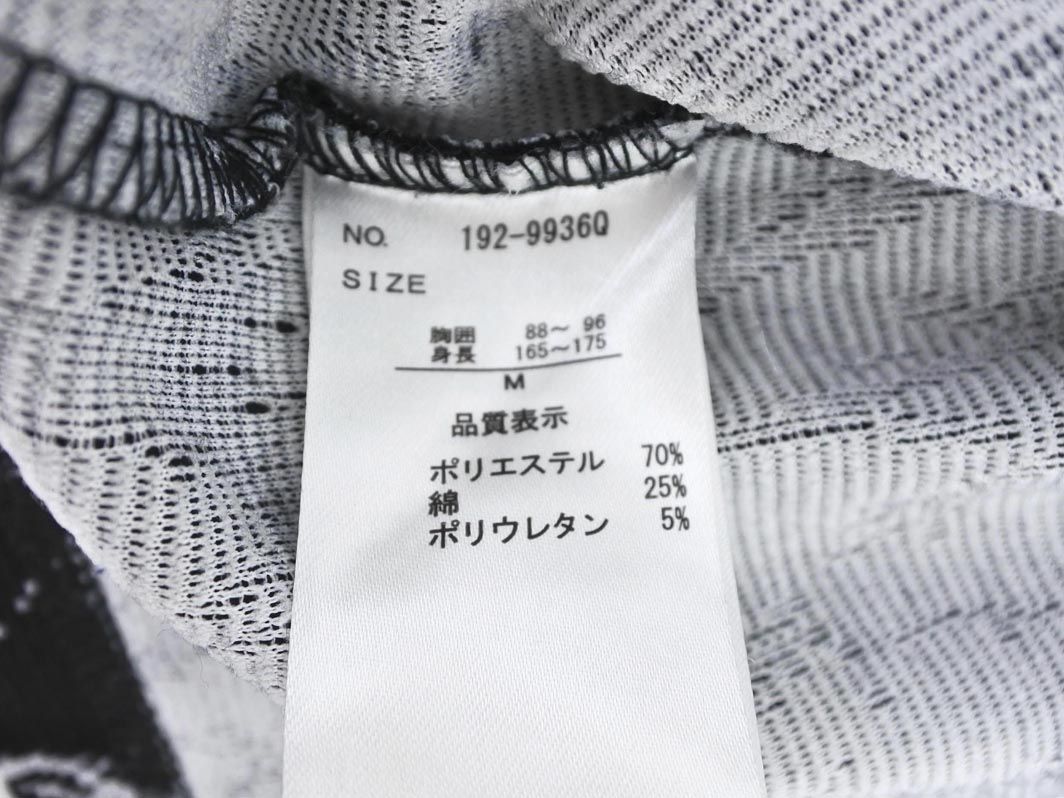 NO. 192-9936Q
SIZE
胸囲 88～ 96
身長 165～175
M
品質表示
ポリエステル 70%
綿 25%
ポリウレタン 5%